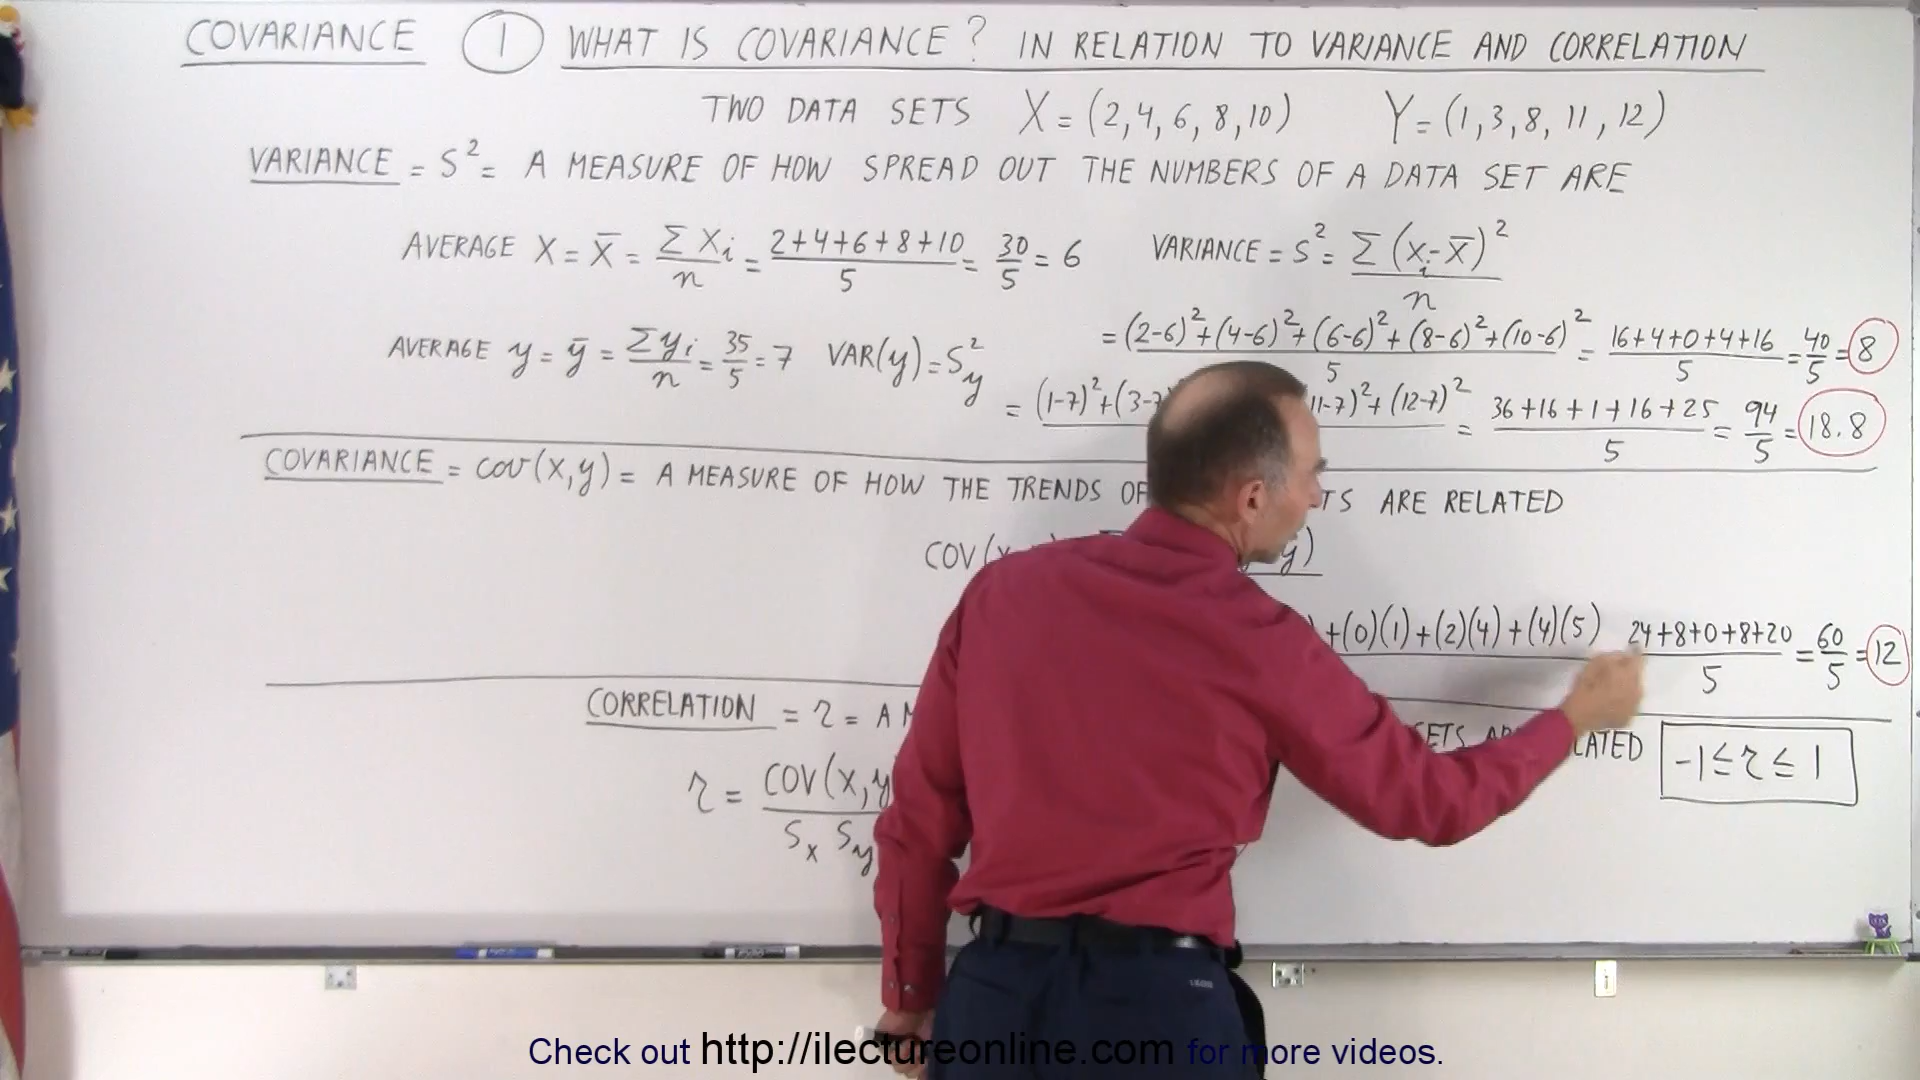 COVARIANCE ① WHAT IS COVARIANCE? IN RELATION TO VARIANCE AND CORRELATION
TWO DATA SETS X = (2,4,6,8,10) Y = (1,3,8,11,12)
VARIANCE = S² = A MEASURE OF HOW SPREAD OUT THE NUMBERS OF A DATA SET ARE
AVERAGE X = x̄ = Σ Xi / n = 2+4+6+8+10 / 5 = 30/5 = 6 VARIANCE = S² = Σ (xi-x̄)² / n
= (2-6)²+(4-6)²+(6-6)²+(8-6)²+(10-6)² / 5 = 16+4+0+4+16 / 5 = 40/5 = 8
AVERAGE y = ȳ = Σyi / n = 35/5 = 7 VAR(y) = S²y
= (1-7)²+(3-7 11-7)²+(12-7)² = 36+16+1+16+25 / 5 = 94/5 = 18.8
COVARIANCE = COV(x,y) = A MEASURE OF HOW THE TRENDS OF ARE RELATED
COV(x y)
+(0)(1)+(2)(4)+(4)(5) 24+8+0+8+20 / 5 = 60/5 = 12
CORRELATION = r = A -1 ≤ r ≤ 1
r = COV(x,y / Sx Sy
Check out http://ilectureonline.com for more videos.